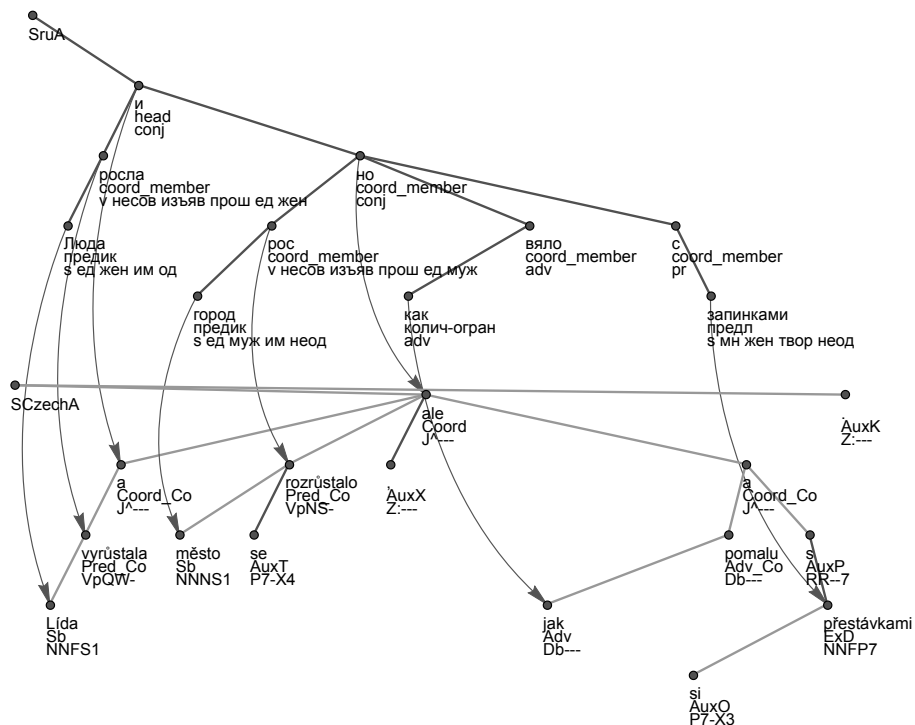 SruA
и
head
conj
росла
coord_member
v несов изъяв прош ед жен
но
coord_member
conj
Люда
предик
s ед жен им од
рос
coord_member
v несов изъяв прош ед муж
вяло
coord_member
adv
с
coord_member
pr
город
предик
s ед муж им неод
как
колич-огран
adv
запинками
предл
s мн жен твор неод
SCzechA
ale
Coord
J^---
.
AuxK
Z:---
a
Coord_Co
J^---
rozrůstalo
Pred_Co
VpNS-
,
AuxX
Z:---
a
Coord_Co
J^---
vyrůstala
Pred_Co
VpQW-
město
Sb
NNNS1
se
AuxT
P7-X4
pomalu
Adv_Co
Db---
s
AuxP
RR--7
Lída
Sb
NNFS1
jak
Adv
Db---
přestávkami
ExD
NNFP7
si
AuxO
P7-X3